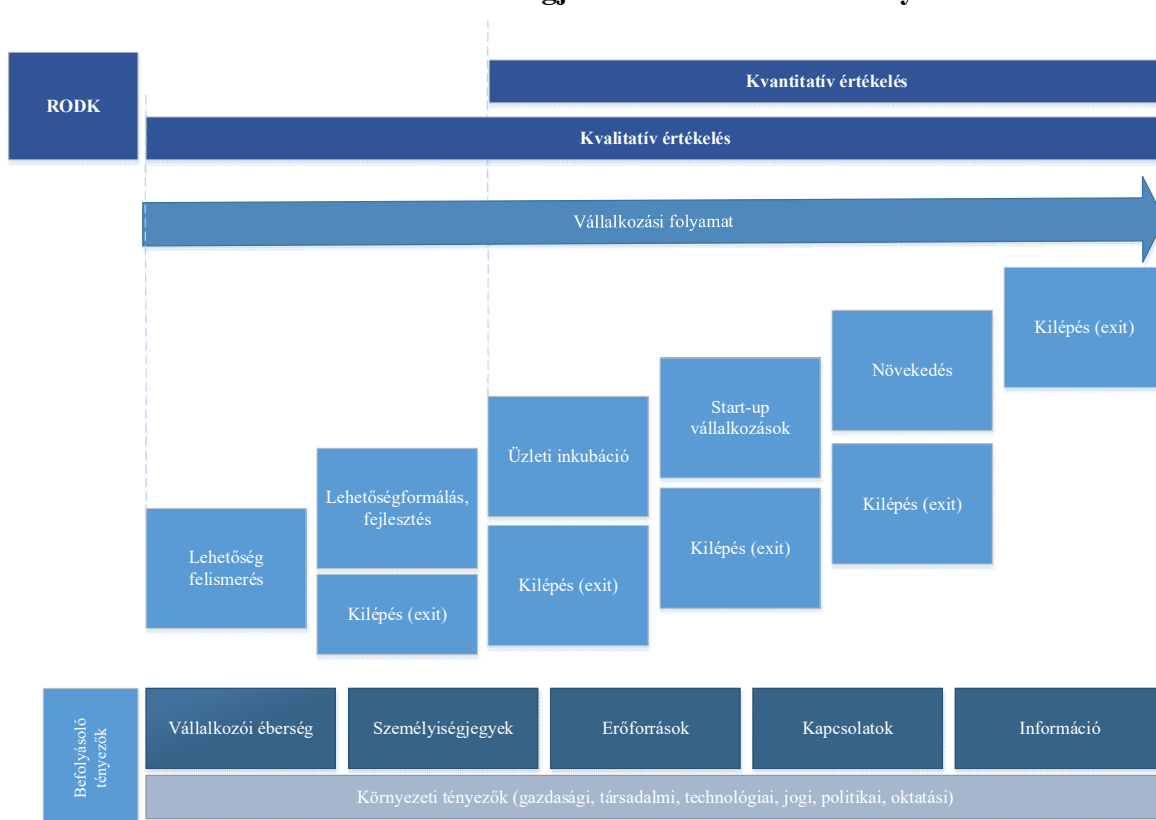 RODK
Kvantitatív értékelés
Kvalitatív értékelés
Vállalkozási folyamat
Kilépés (exit)
Növekedés
Start-up
vállalkozások
Üzleti inkubáció
Lehetőségformálás,
fejlesztés
Lehetőség
felismerés
Kilépés (exit)
Kilépés (exit)
Kilépés (exit)
Kilépés (exit)
Befolyásoló
tényezők
Vállalkozói éberség
Személyiségjegyek
Erőforrások
Kapcsolatok
Információ
Környezeti tényezők (gazdasági, társadalmi, technológiai, jogi, politikai, oktatási)